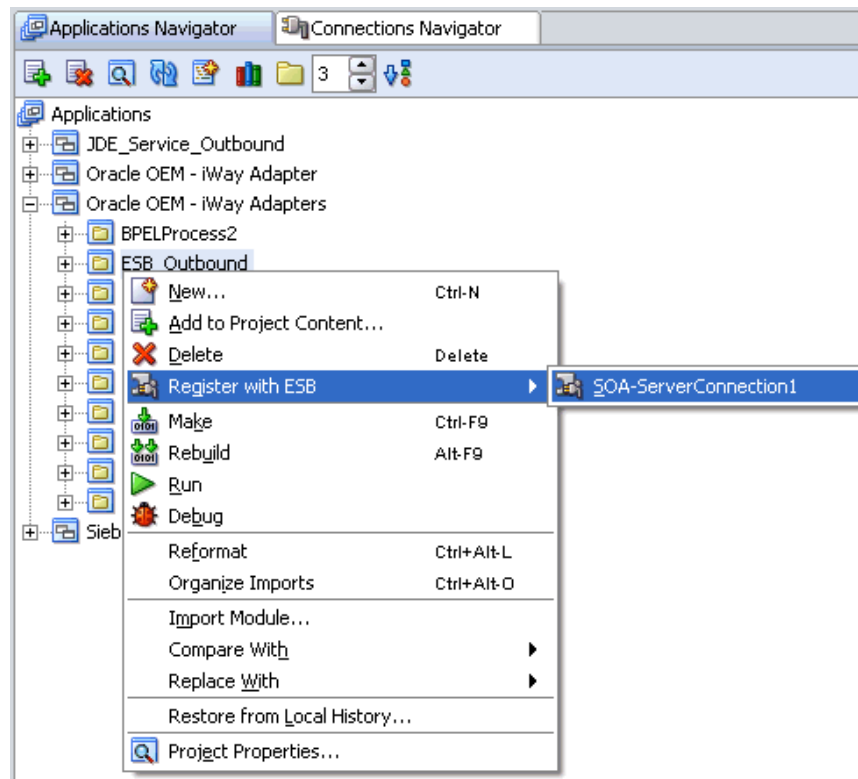 Applications Navigator Connections Navigator
3
Applications
JDE_Service_Outbound
Oracle OEM - iWay Adapter
Oracle OEM - iWay Adapters
BPELProcess2
ESB_Outbound
New... Ctrl-N
Add to Project Content...
Delete Delete
Register with ESB SOA-ServerConnection1
Make Ctrl-F9
Rebuild Alt-F9
Run
Sieb Debug
Reformat Ctrl+Alt-L
Organize Imports Ctrl+Alt-O
Import Module...
Compare With
Replace With
Restore from Local History...
Project Properties...